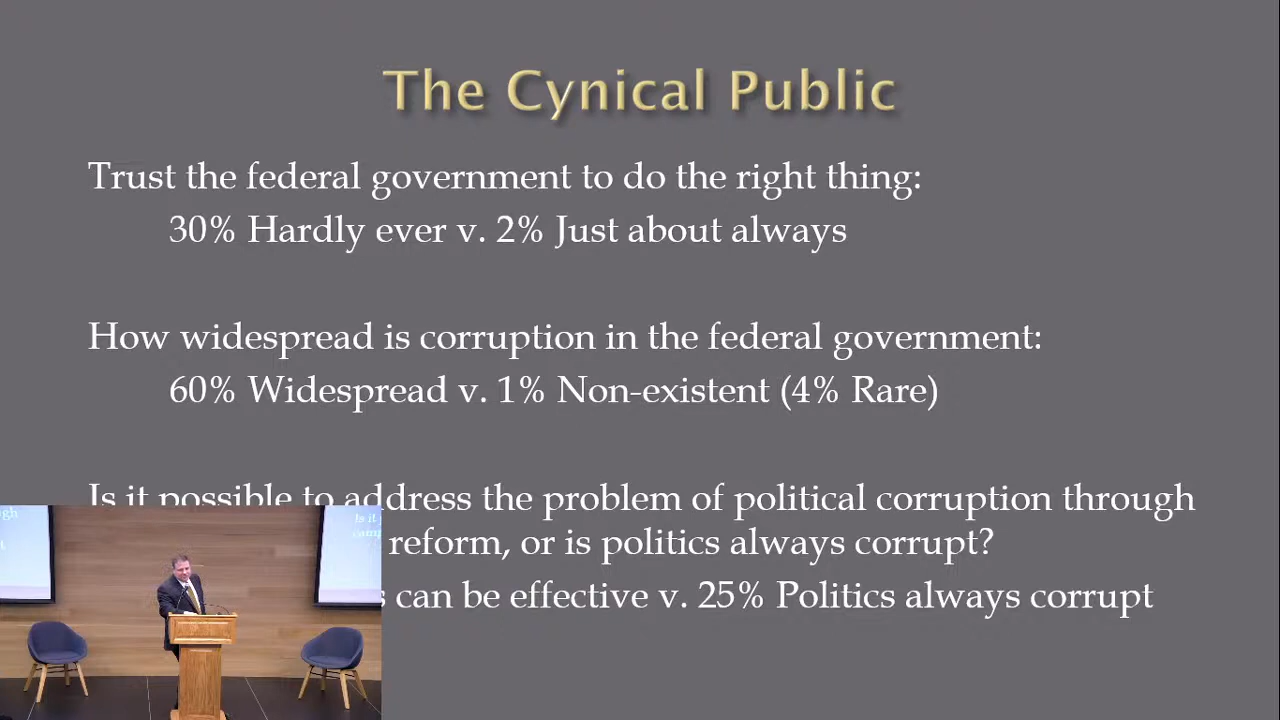 The Cynical Public
Trust the federal government to do the right thing:
30% Hardly ever v. 2% Just about always
How widespread is corruption in the federal government:
60% Widespread v. 1% Non-existent (4% Rare)
Is it possible to address the problem of political corruption through
reform, or is politics always corrupt?
can be effective v. 25% Politics always corrupt